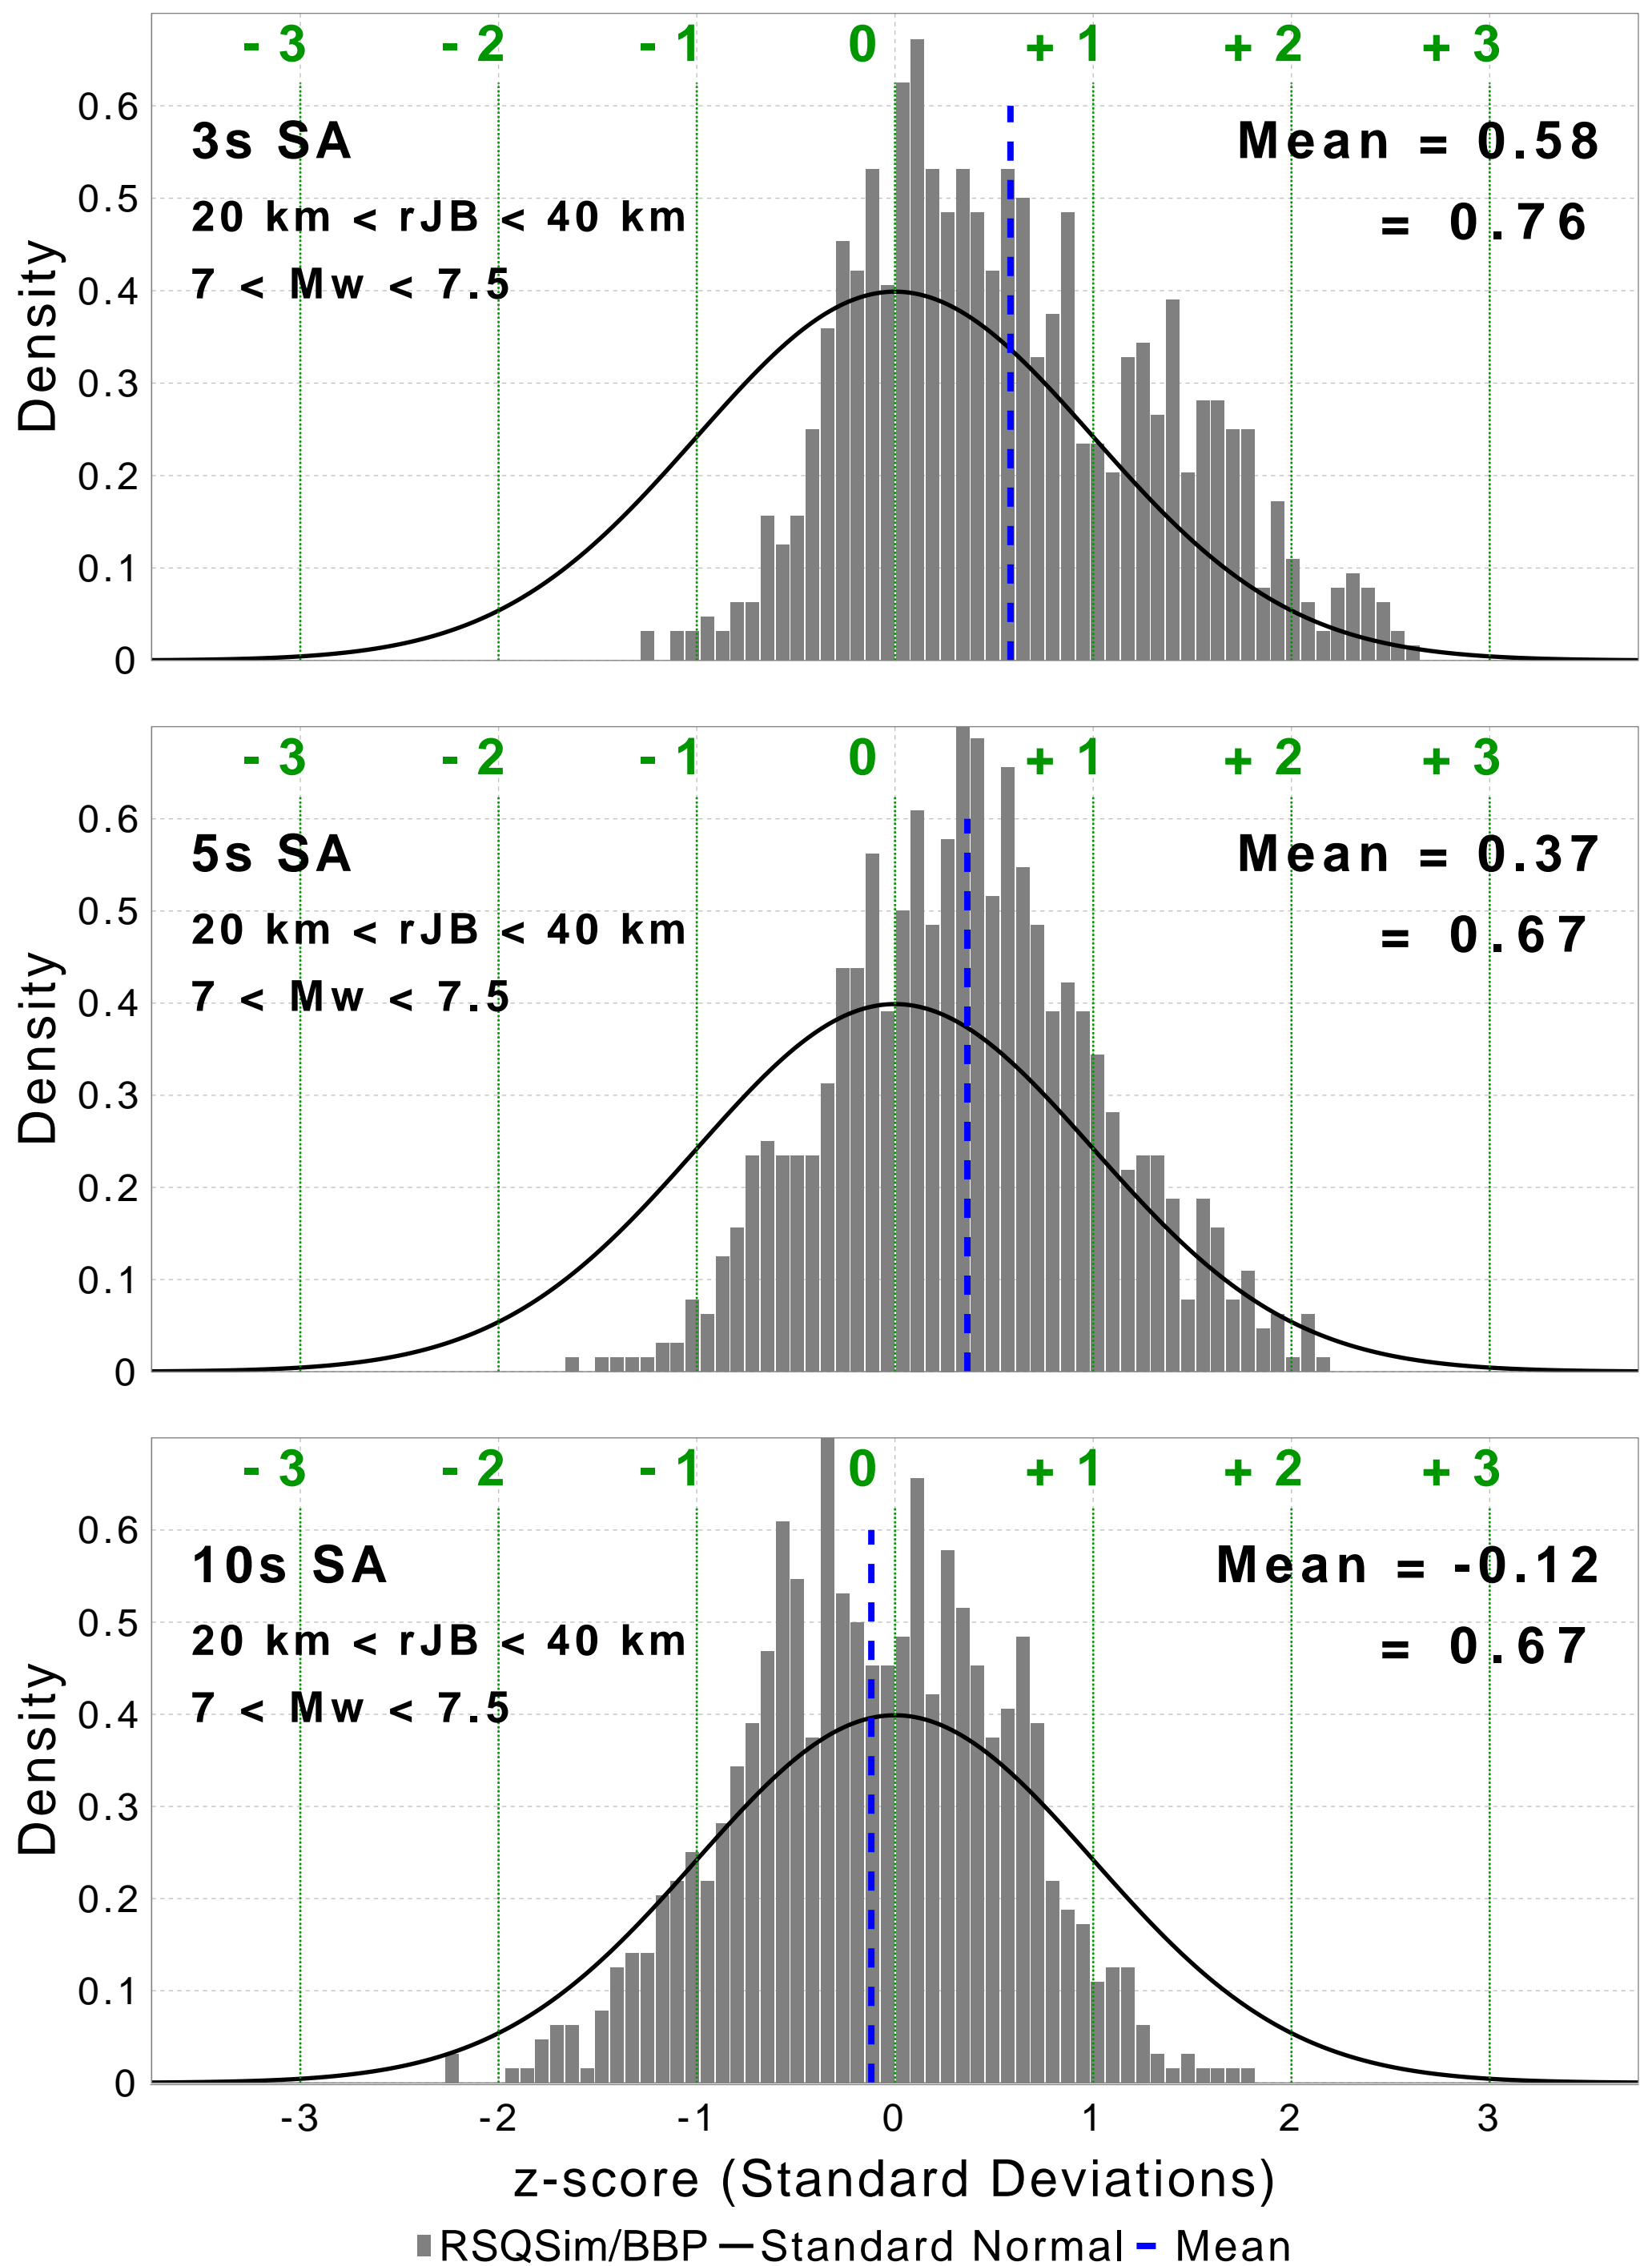 - 3 - 2 - 1 0 + 1 + 2 + 3
0.6
3s SA Mean = 0.58
0.5
20 km < rJB < 40 km = 0.76
7 < Mw < 7.5
0.4
Density
0.3
0.2
0.1
0
- 3 - 2 - 1 0 + 1 + 2 + 3
0.6
5s SA Mean = 0.37
0.5
20 km < rJB < 40 km = 0.67
7 < Mw < 7.5
0.4
Density
0.3
0.2
0.1
0
- 3 - 2 - 1 0 + 1 + 2 + 3
0.6
10s SA Mean = -0.12
0.5
20 km < rJB < 40 km = 0.67
7 < Mw < 7.5
0.4
Density
0.3
0.2
0.1
0
-3 -2 -1 0 1 2 3
z-score (Standard Deviations)
RSQSim/BBP Standard Normal Mean